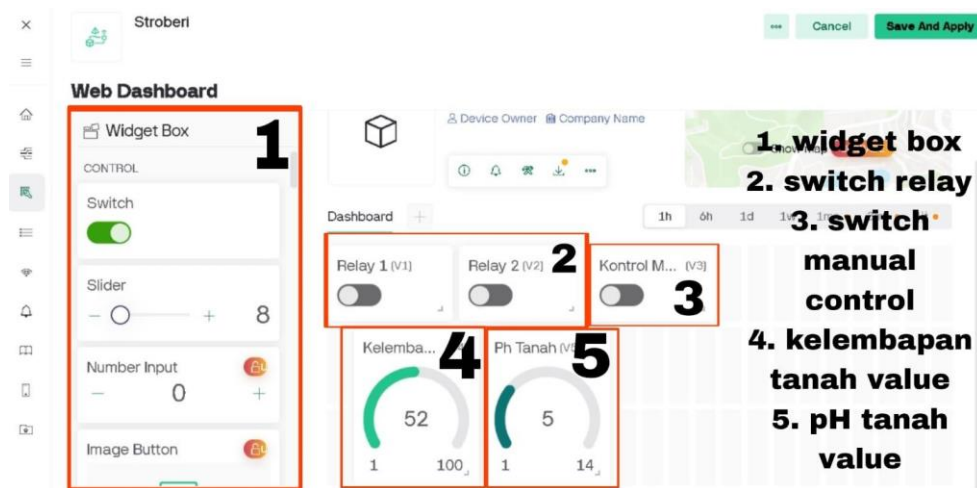 Stroberi
Cancel
Save And Apply
Web Dashboard
Widget Box
1
CONTROL
Switch
Slider
8
Number Input
0
Image Button
Device Owner
Company Name
Show Map
Dashboard
1h 6h 1d
Relay 1 (V1)
Relay 2 (V2)
2
Kontrol M... (V3)
3
Kelemba...
4
52
1 100
Ph Tanah (V5)
5
5
1 14
1. widget box
2. switch relay
3. switch
manual
control
4. kelembapan
tanah value
5. pH tanah
value